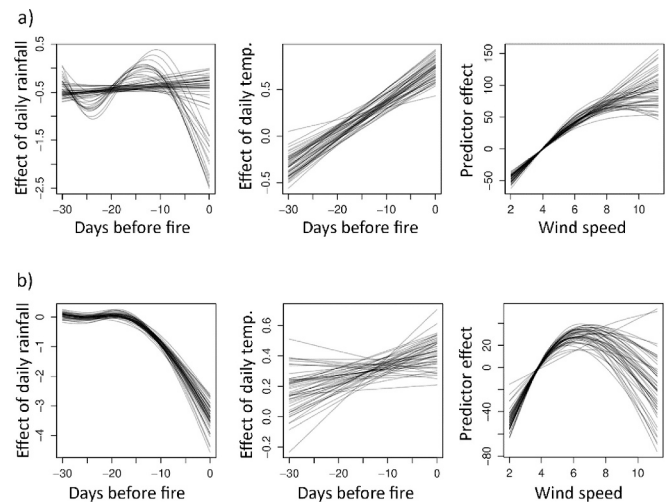 a)
Effect of daily rainfall
0.5
-0.5
-1.5
-2.5
-30 -20 -10 0
Days before fire
Effect of daily temp.
0.5
0.0
-0.5
-30 -20 -10 0
Days before fire
Predictor effect
150
100
50
0
-50
2 4 6 8 10
Wind speed
b)
Effect of daily rainfall
0
-1
-2
-3
-4
-30 -20 -10 0
Days before fire
Effect of daily temp.
0.6
0.4
0.2
0.0
-0.2
-30 -20 -10 0
Days before fire
Predictor effect
20
0
-40
-80
2 4 6 8 10
Wind speed